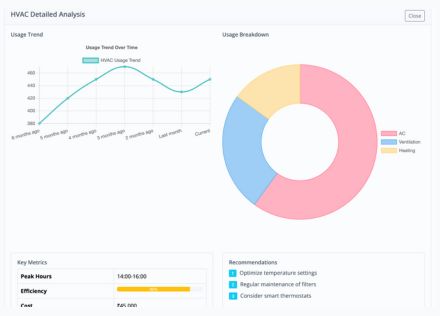 HVAC Detailed Analysis
Close
Usage Trend
Usage Trend Over Time
HVAC Usage Trend
460
440
420
400
380
6 months ago
5 months ago
4 months ago
3 months ago
2 months ago
Last month
Current
Usage Breakdown
AC
Ventilation
Heating
Key Metrics
Peak Hours 14:00-16:00
Efficiency
Cost ₹45,000
Recommendations
1 Optimize temperature settings
2 Regular maintenance of filters
3 Consider smart thermostats